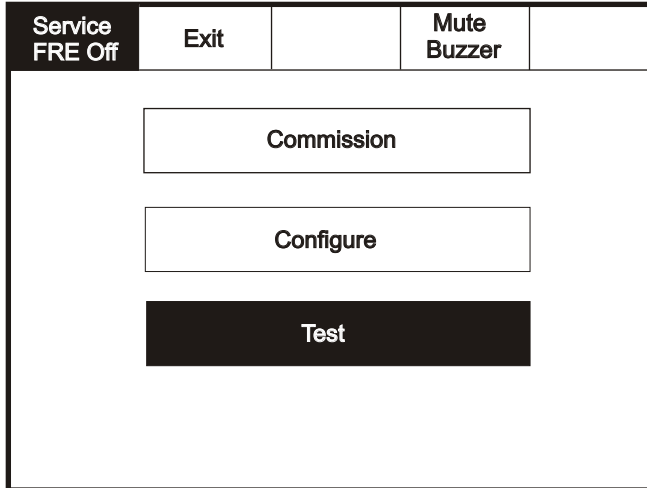 Service
FRE Off
Exit
Mute
Buzzer
Commission
Configure
Test